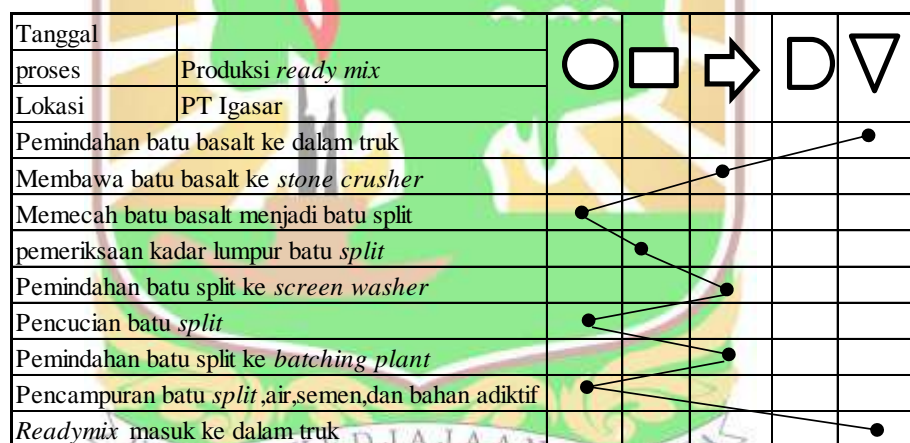 Tanggal
proses Produksi ready mix
Lokasi PT Igasar
Pemindahan batu basalt ke dalam truk
Membawa batu basalt ke stone crusher
Memecah batu basalt menjadi batu split
pemeriksaan kadar lumpur batu split
Pemindahan batu split ke screen washer
Pencucian batu split
Pemindahan batu split ke batching plant
Pencampuran batu split,air,semen,dan bahan adiktif
Readymix masuk ke dalam truk